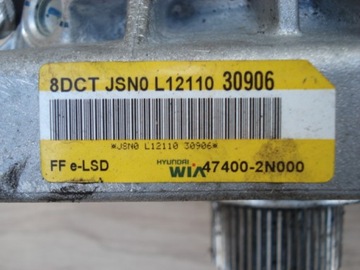 8DCT JSN0 L12110 30906
*JSN0 L12110 30906*
FF e-LSD HYUNDAI WIA 47400-2N000